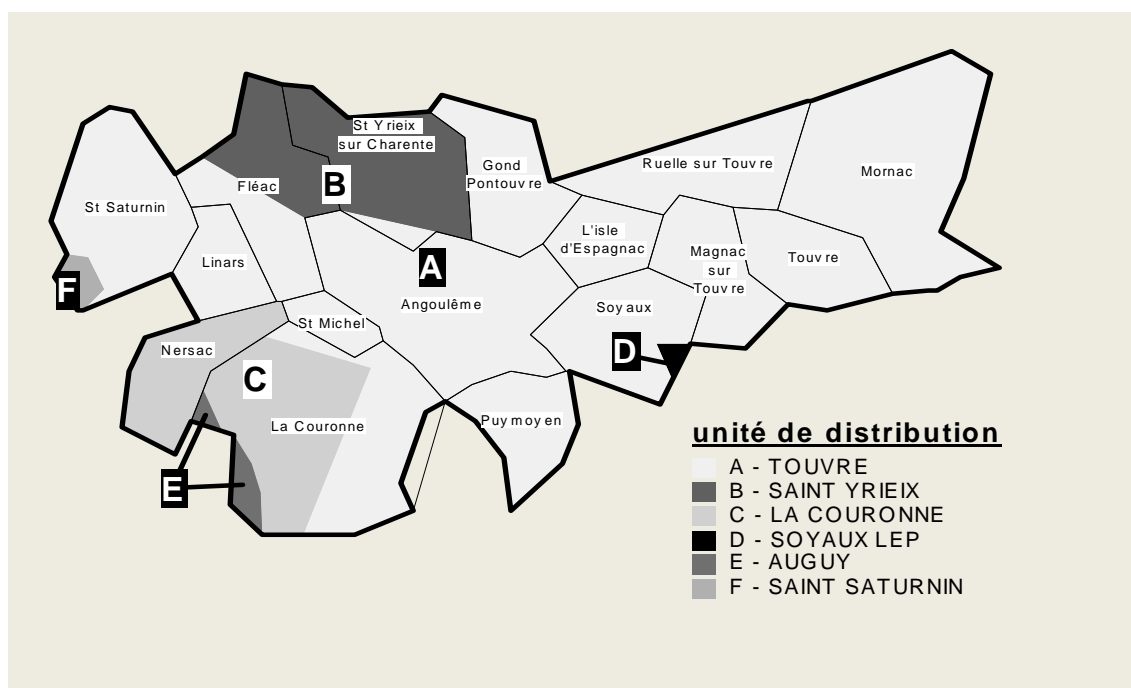 St Yrieix
sur Charente
Gond
Pontouvre
Ruelle sur Touvre
Mornac
Fléac
B
St Saturnin
L'isle
d'Espagnac
Magnac
sur
Touvre
Touvre
Linars
A
F
Angoulême
Soyaux
St Michel
Nersac
D
C
La Couronne
Puymoyen
E
unité de distribution
A - TOUVRE
B - SAINT YRIEIX
C - LA COURONNE
D - SOYAUX LEP
E - AUGUY
F - SAINT SATURNIN